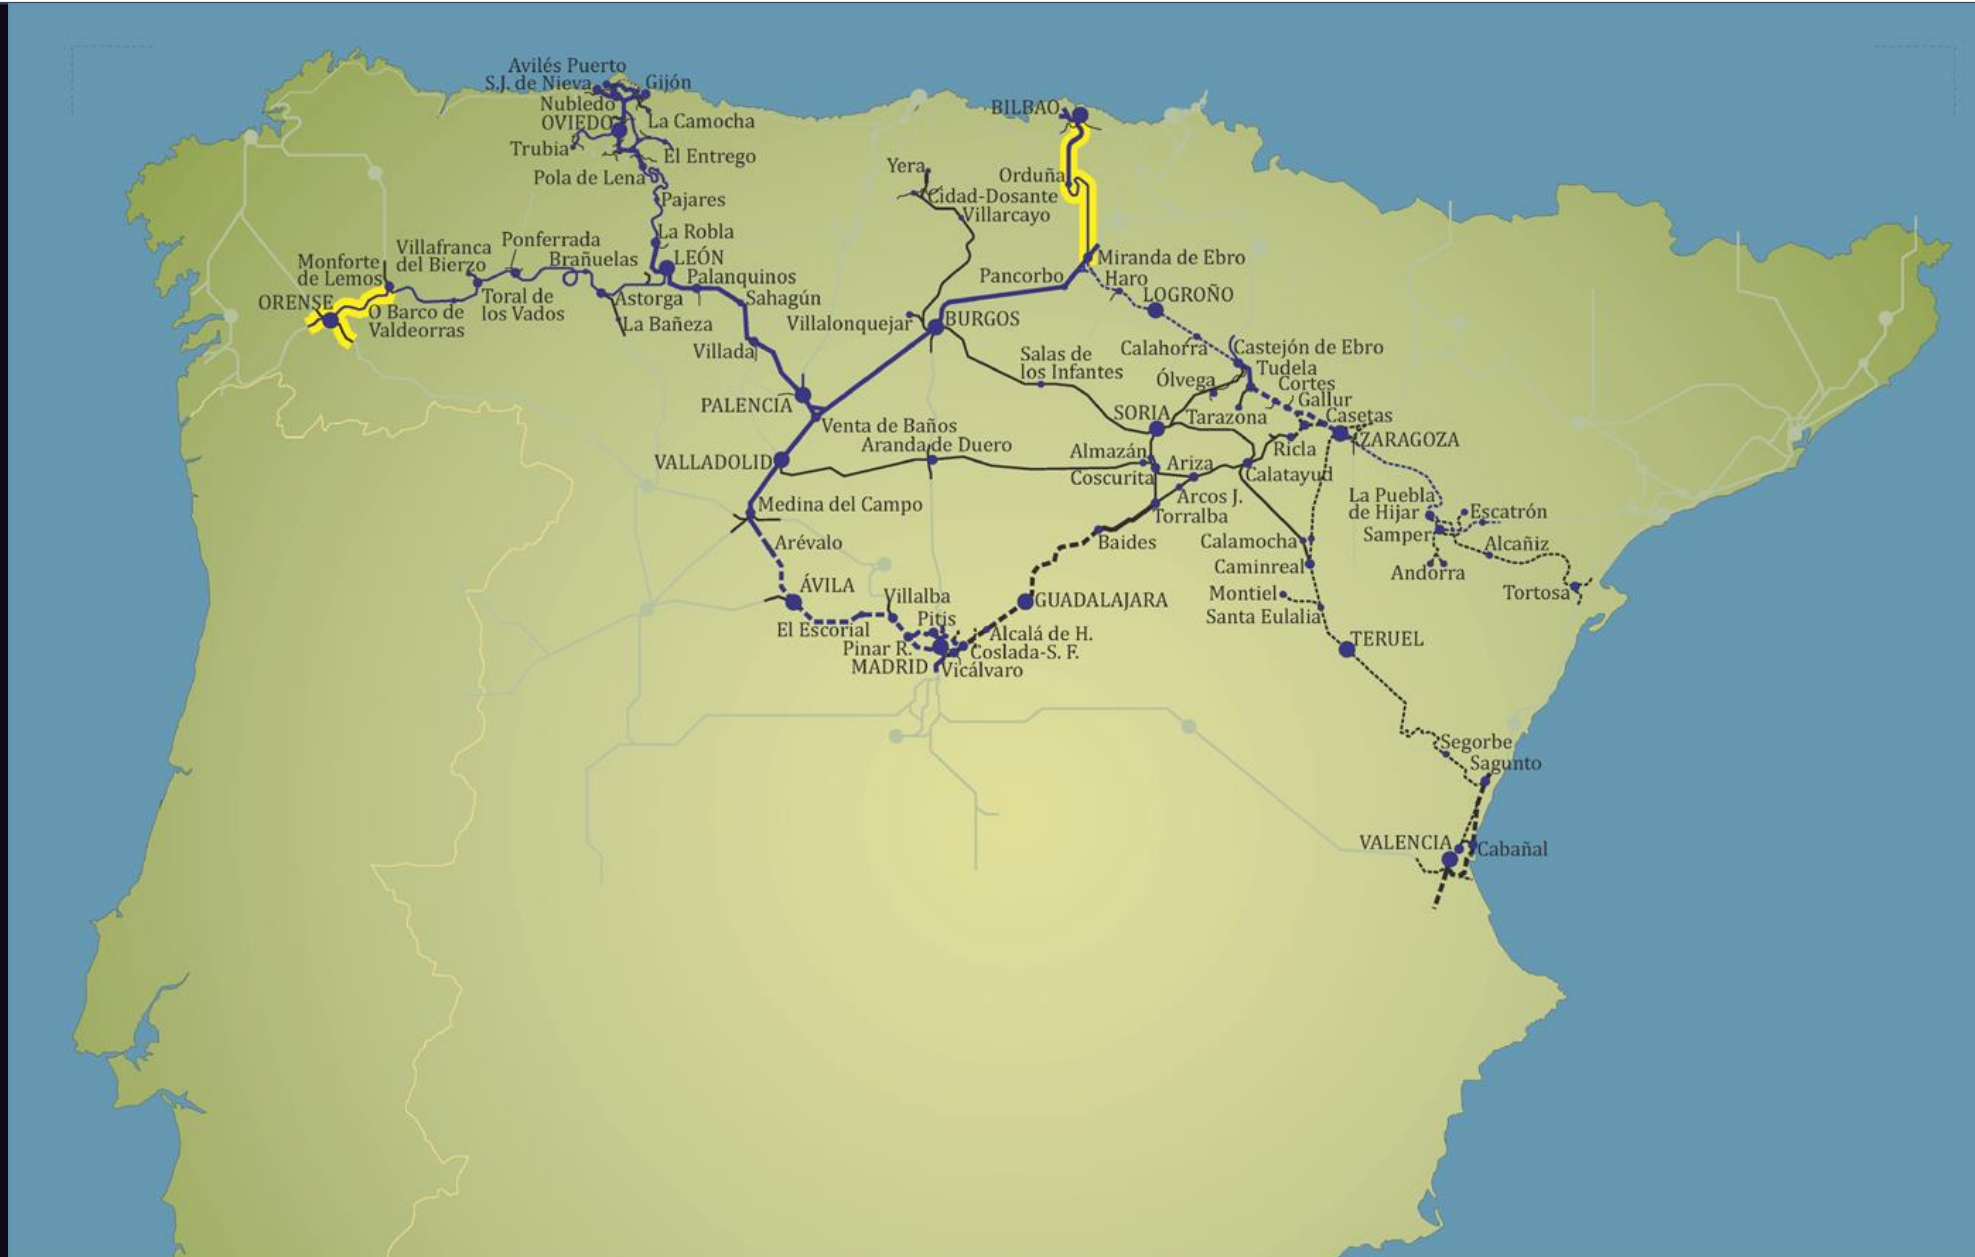 Avilés Puerto
S.J. de Nieva
Gijón
Nubledo
OVIEDO
La Camocha
Trubia
El Entrego
Pola de Lena
Pajares
La Robla
LEÓN
Palanquinos
Sahagún
Villada
PALENCIA
Monforte
de Lemos
ORENSE
O Barco de
Valdeorras
Villafranca
del Bierzo
Toral de
los Vados
Ponferrada
Brañuelas
Astorga
La Bañeza
BILBAO
Orduña
Miranda de Ebro
Pancorbo
Haro
LOGROÑO
Yera
Cidad-Dosante
Villarcayo
Villalonquejar
BURGOS
Salas de
los Infantes
Calahorra
Castejón de Ebro
Tudela
Cortes
Gallur
Casetas
ZARAGOZA
Ólvega
Tarazona
SORIA
Ricla
Calatayud
Almazán
Coscurita
Ariza
Arcos J.
Torralba
Baides
Venta de Baños
Aranda de Duero
VALLADOLID
Medina del Campo
Arévalo
ÁVILA
El Escorial
Villalba
Pitis
Pinar R.
MADRID
Vicálvaro
Coslada-S. F.
Alcalá de H.
GUADALAJARA
La Puebla
de Hijar
Escatrón
Samper
Alcañiz
Andorra
Tortosa
Calamocha
Caminreal
Montiel
Santa Eulalia
TERUEL
Segorbe
Sagunto
VALENCIA
Cabañal